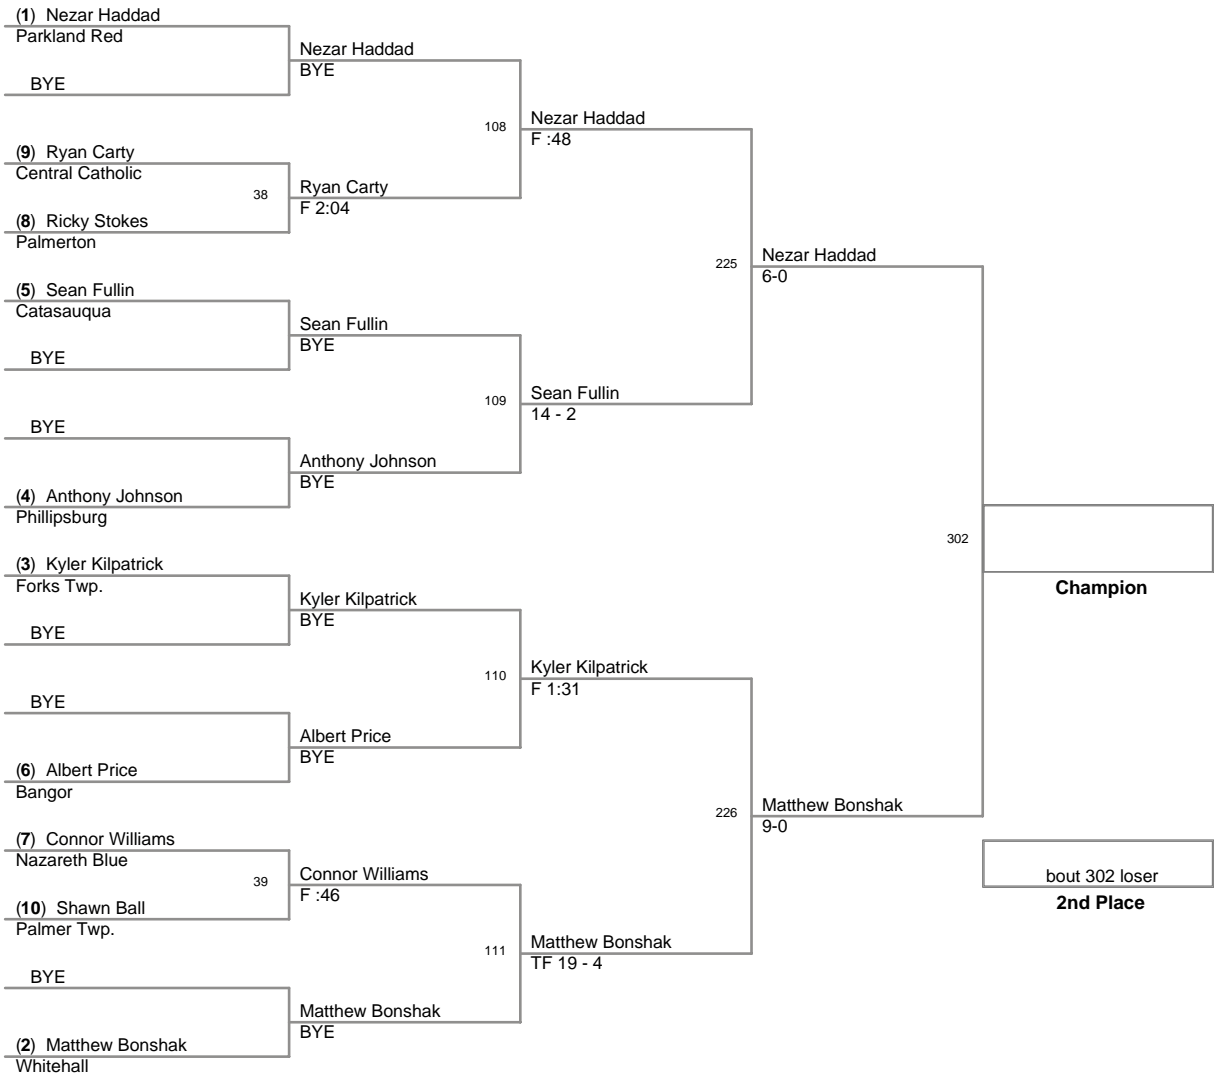 (1) Nezar Haddad
Parkland Red
BYE
(9) Ryan Carty
Central Catholic
38
(8) Ricky Stokes
Palmerton
(5) Sean Fullin
Catasauqua
BYE
BYE
(4) Anthony Johnson
Phillipsburg
(3) Kyler Kilpatrick
Forks Twp.
BYE
BYE
(6) Albert Price
Bangor
(7) Connor Williams
Nazareth Blue
39
(10) Shawn Ball
Palmer Twp.
BYE
(2) Matthew Bonshak
Whitehall
Nezar Haddad
BYE
108
Ryan Carty
F 2:04
Sean Fullin
BYE
109
Anthony Johnson
BYE
Kyler Kilpatrick
BYE
110
Albert Price
BYE
Connor Williams
F :46
111
Matthew Bonshak
BYE
Nezar Haddad
F :48
225
Sean Fullin
14 - 2
Kyler Kilpatrick
F 1:31
226
Matthew Bonshak
TF 19 - 4
Nezar Haddad
6-0
302
Matthew Bonshak
9-0
Champion
bout 302 loser
2nd Place